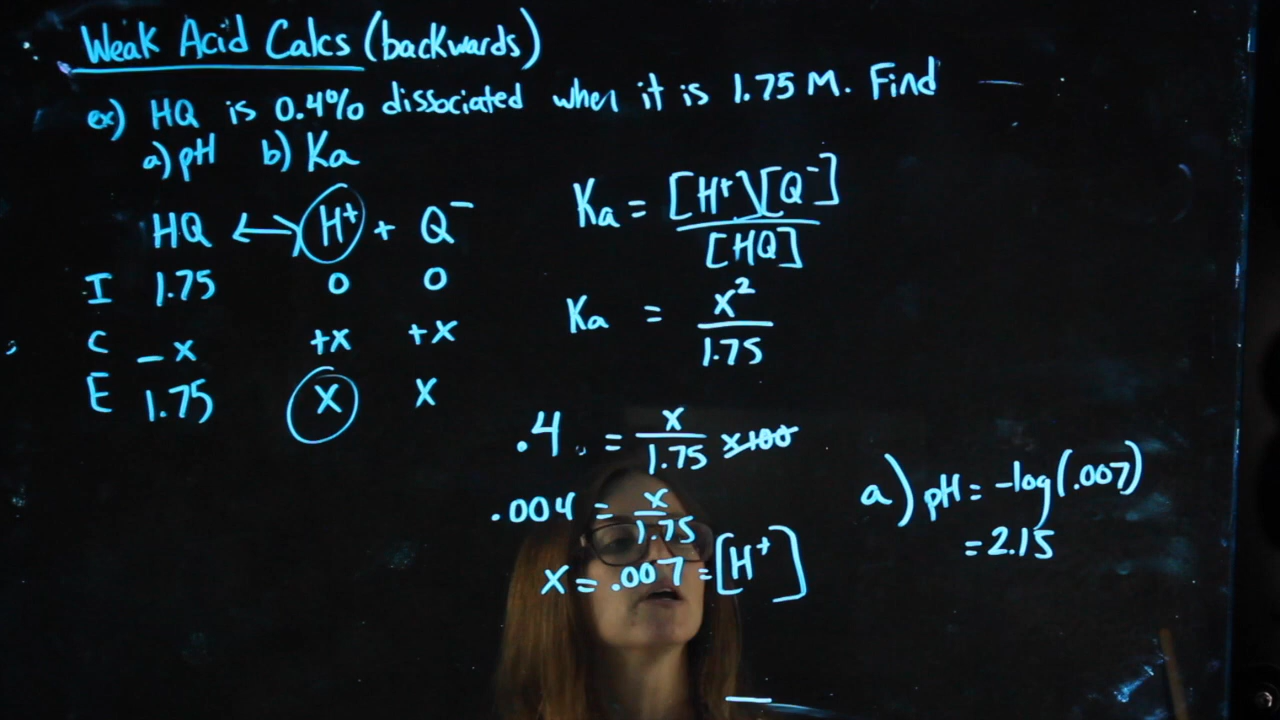 Weak Acid Calcs (backwards)
ex) HQ is 0.4% dissociated when it is 1.75 M. Find
a) pH b) Ka
HQ ↔ H⁺ + Q⁻
I 1.75 0 0
C -x +x +x
E 1.75 x x
Ka = [H⁺][Q⁻] / [HQ]
Ka = x² / 1.75
.4 = x / 1.75 x100
.004 = x / 1.75
x = .007 = [H⁺]
a) pH = -log(.007)
= 2.15